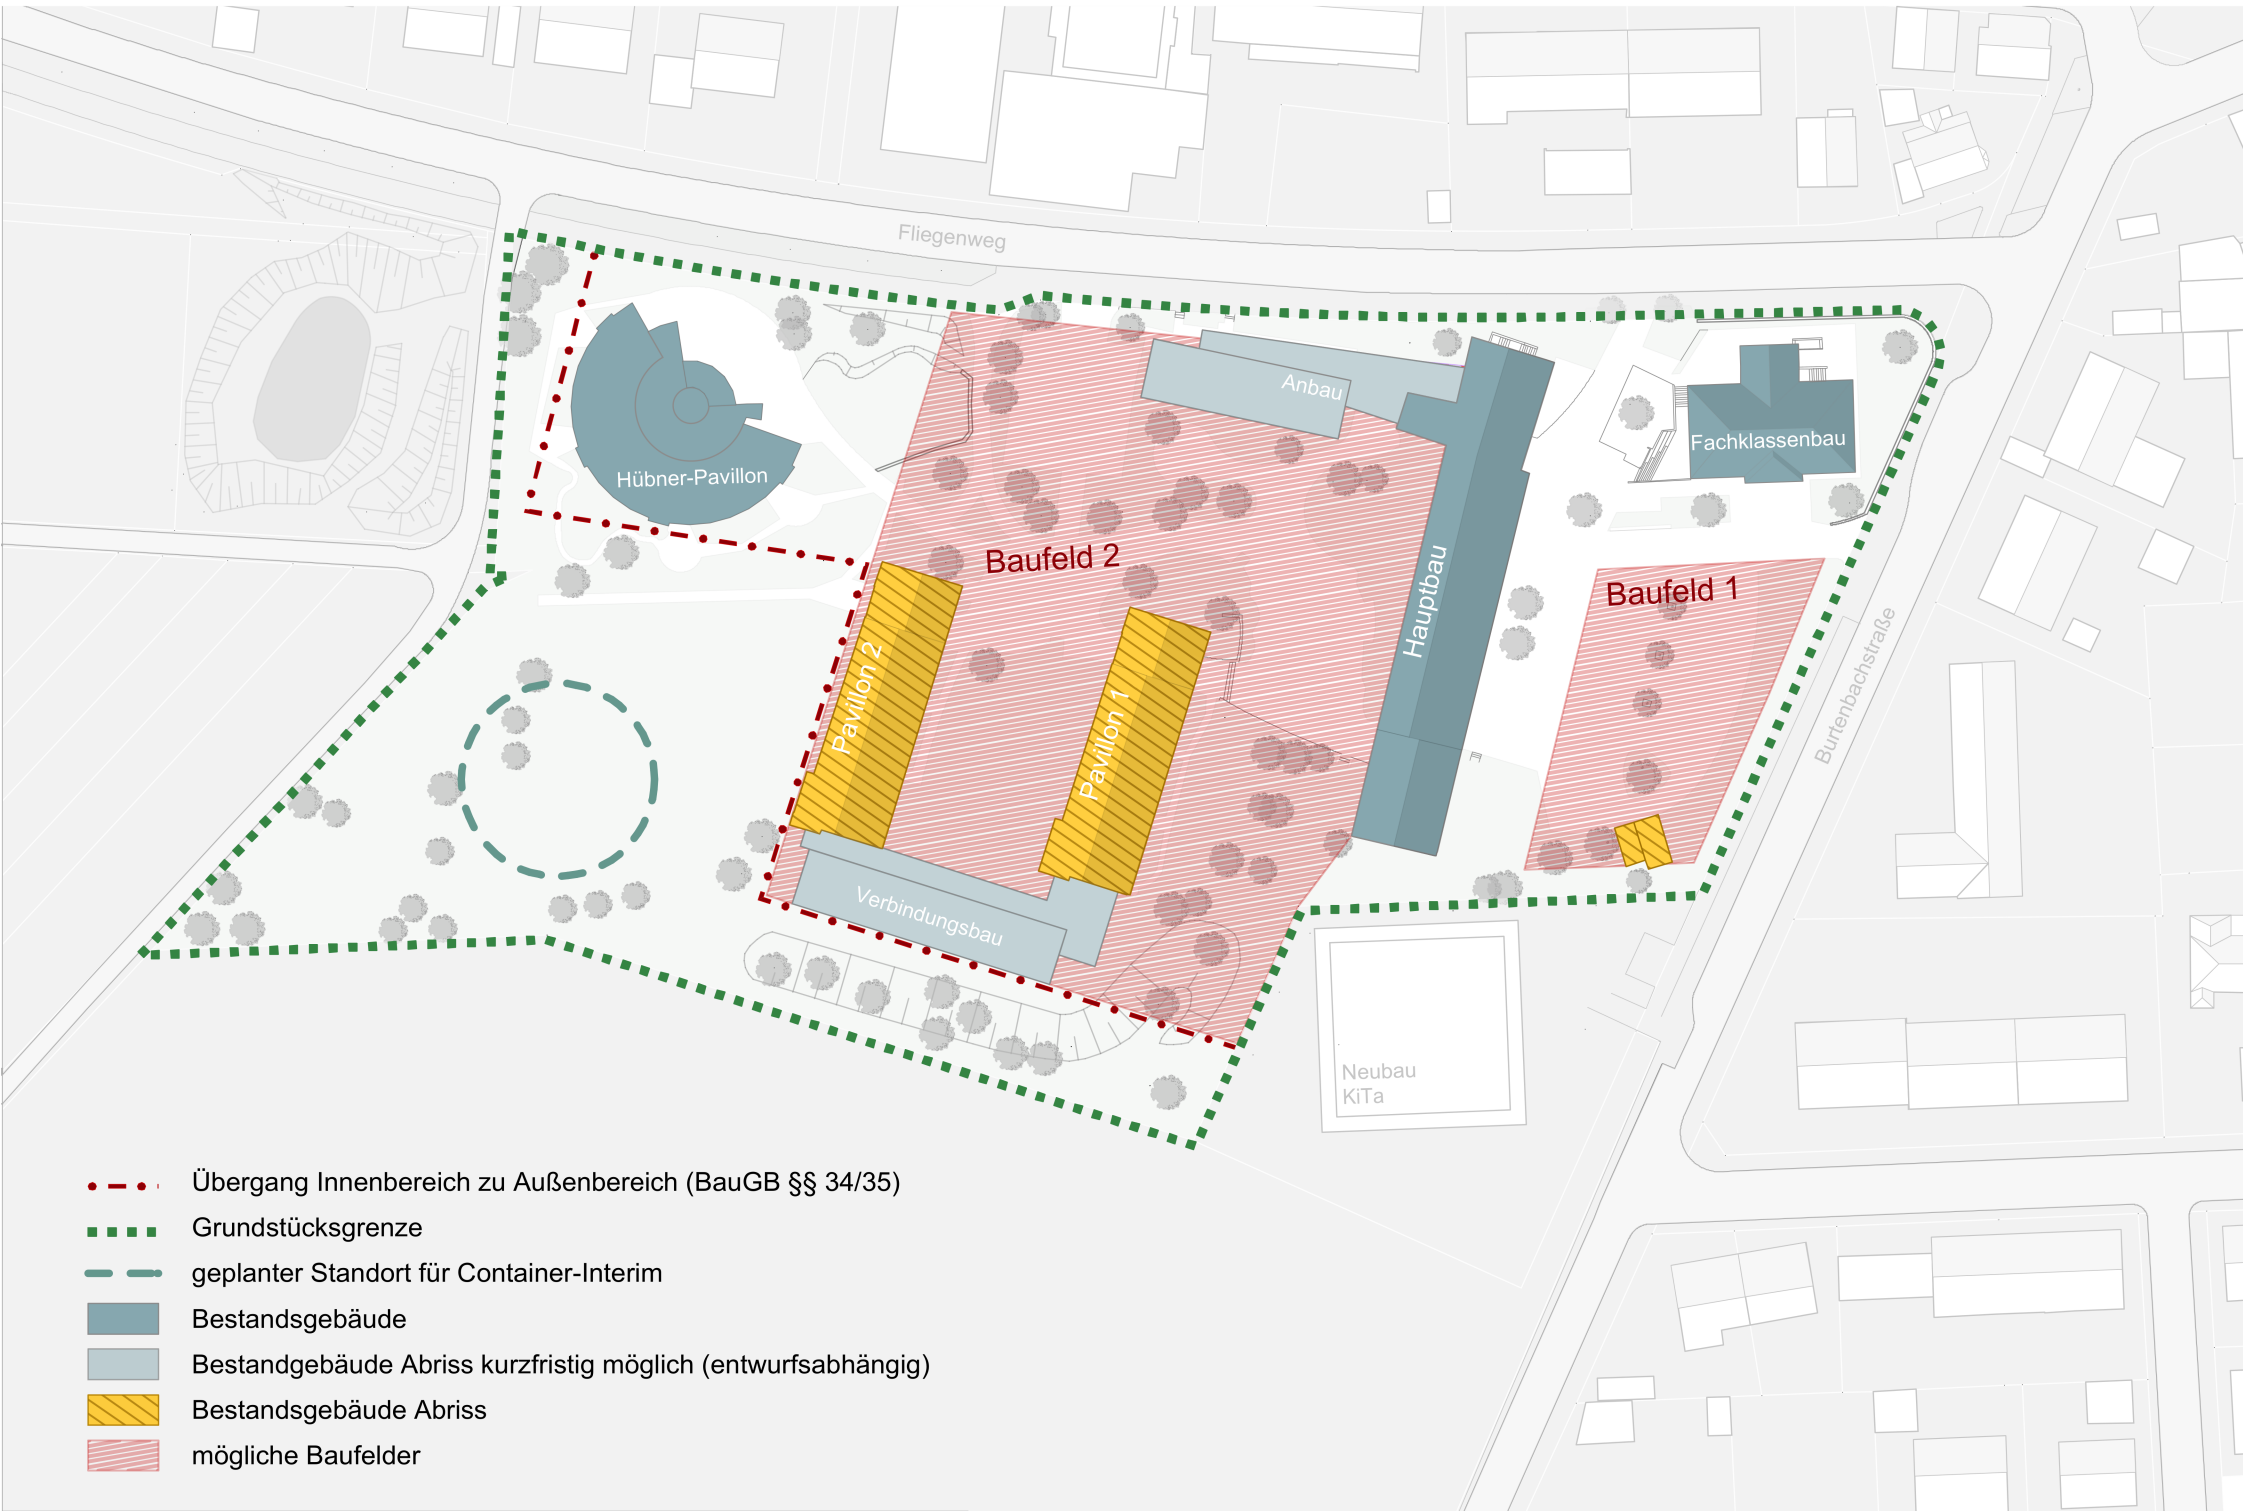 Fliegenweg
Anbau
Fachklassenbau
Hübner-Pavillon
Baufeld 2
Baufeld 1
Hauptbau
Pavillon 2
Pavillon 1
Burtenbachstraße
Verbindungsbau
Neubau
KiTa
Übergang Innenbereich zu Außenbereich (BauGB §§ 34/35)
Grundstücksgrenze
geplanter Standort für Container-Interim
Bestandsgebäude
Bestandgebäude Abriss kurzfristig möglich (entwurfsabhängig)
Bestandsgebäude Abriss
mögliche Baufelder